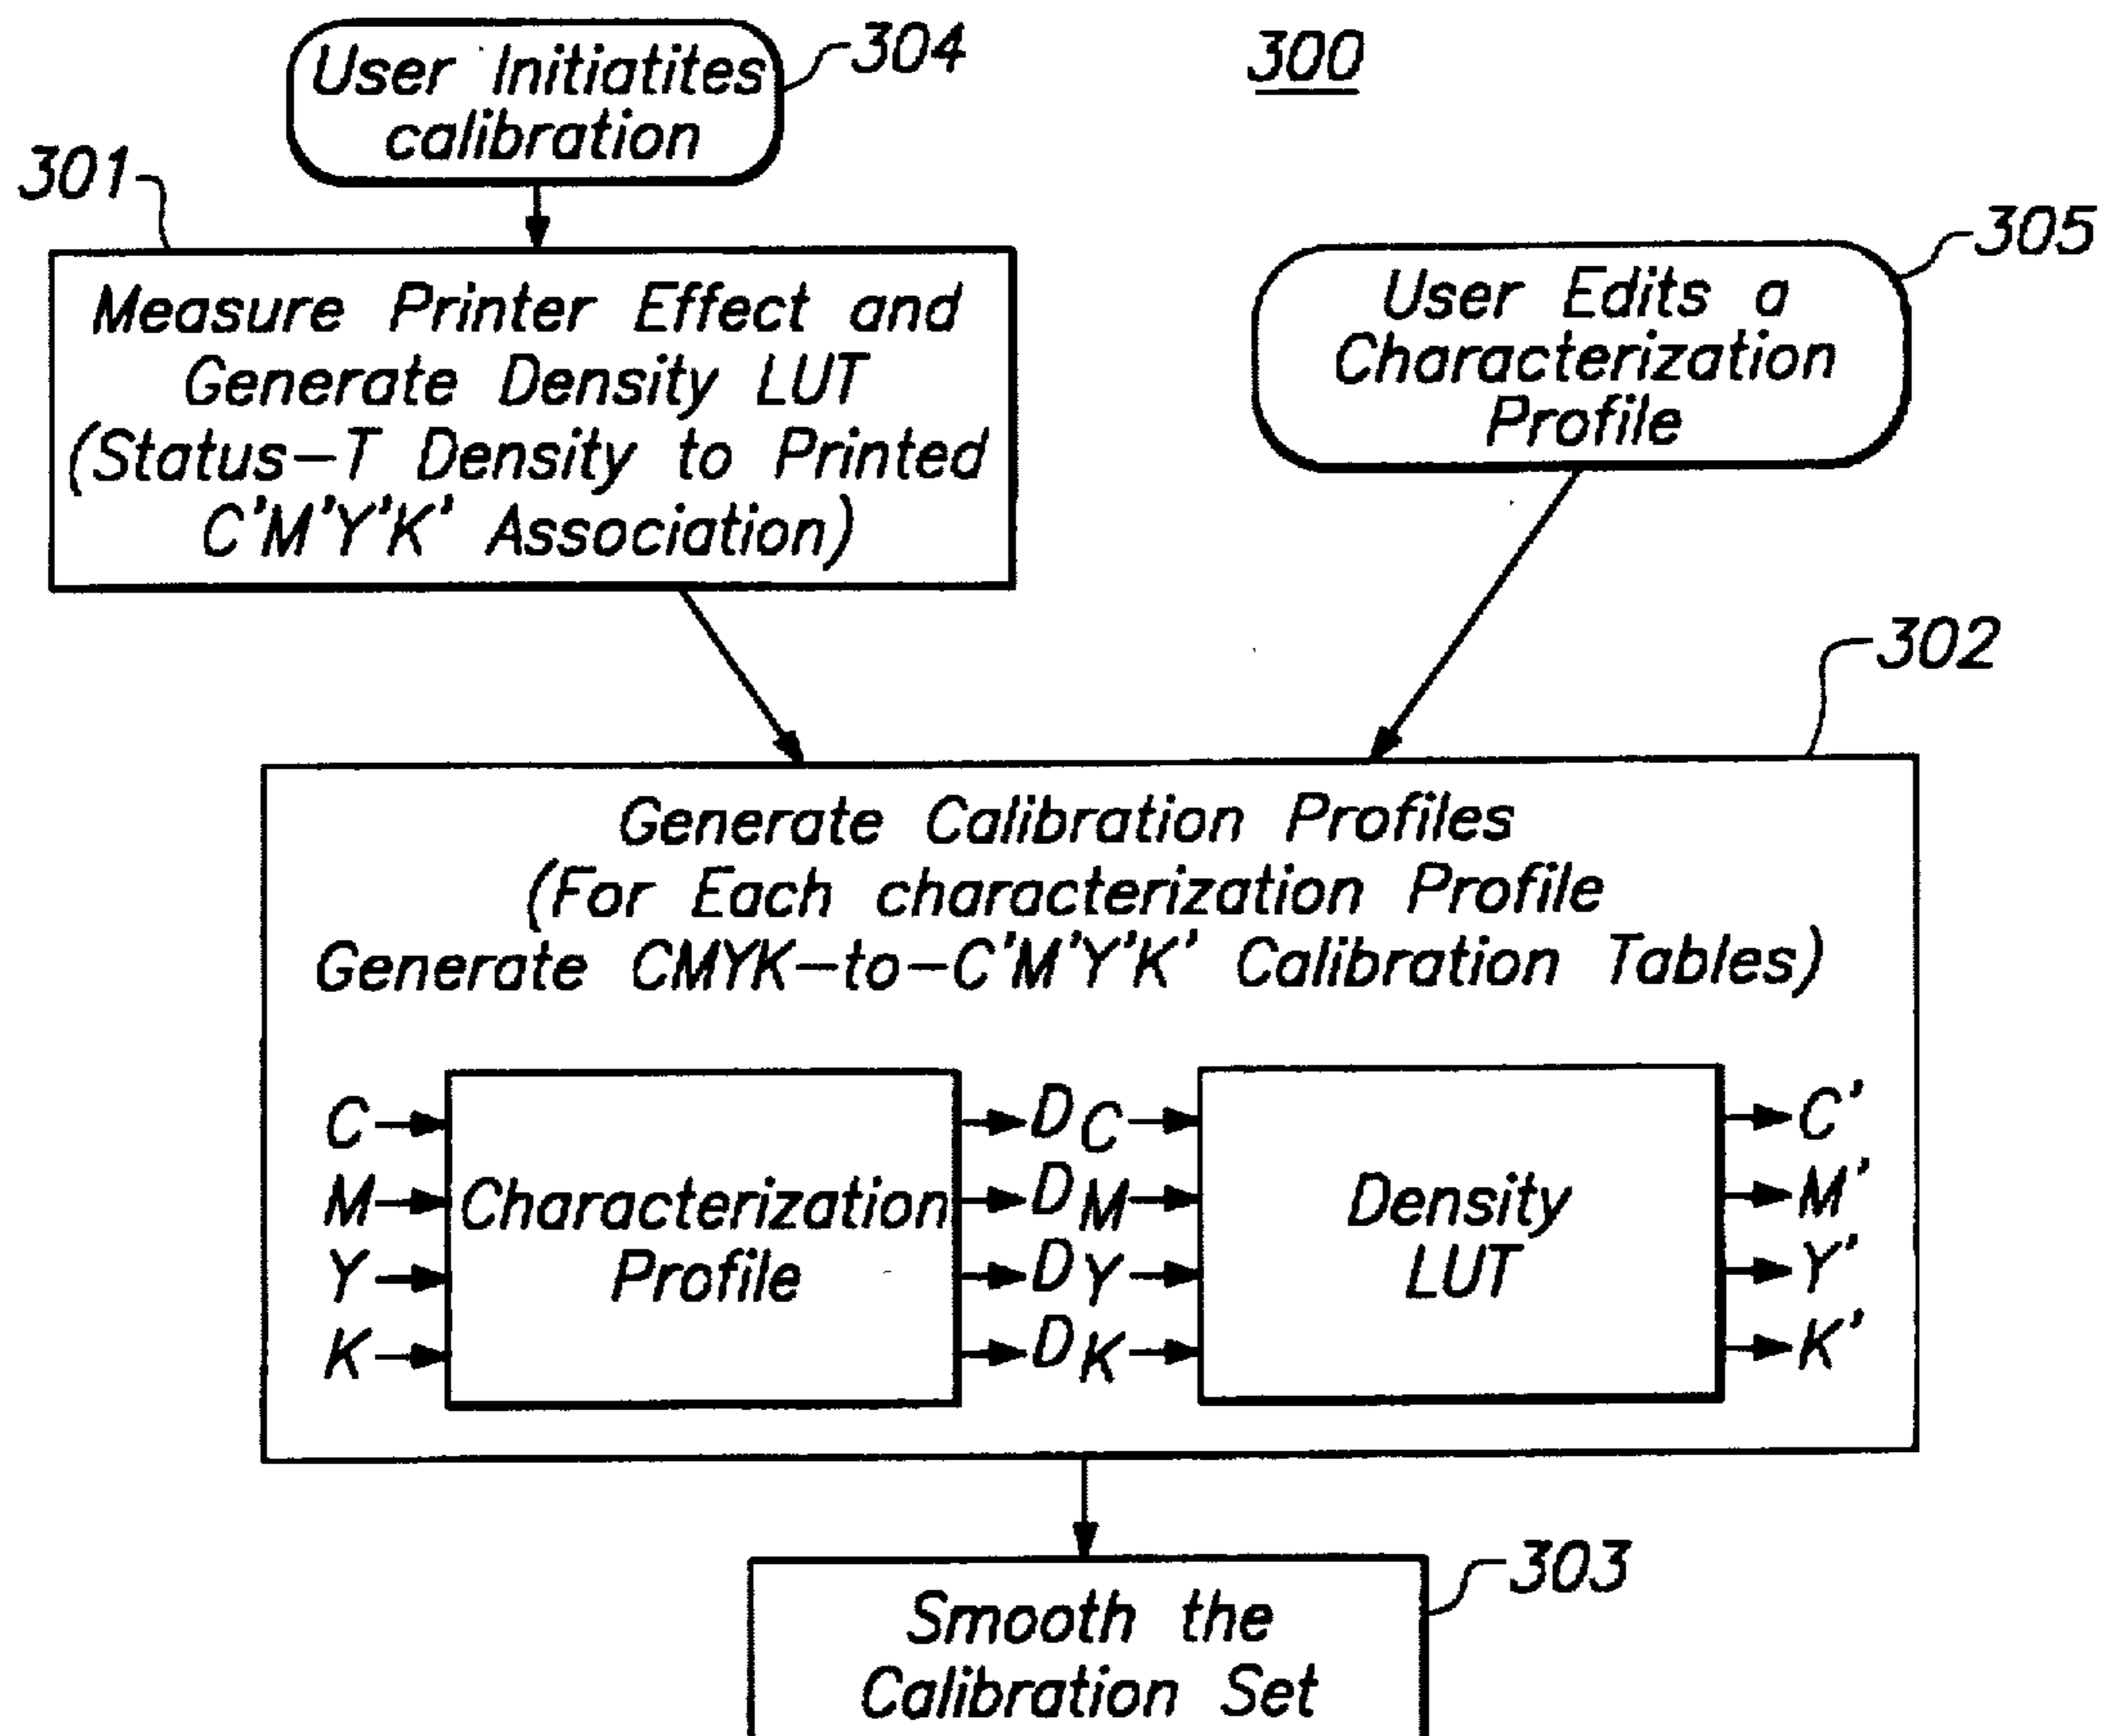 300
304
User Initiatites
calibration
301
Measure Printer Effect and
Generate Density LUT
(Status-T Density to Printed
C'M'Y'K' Association)
305
User Edits a
Characterization
Profile
302
Generate Calibration Profiles
(For Each characterization Profile
Generate CMYK-to-C'M'Y'K' Calibration Tables)
C
M
Y
K
Characterization
Profile
DC
DM
DY
DK
Density
LUT
C'
M'
Y'
K'
303
Smooth the
Calibration Set